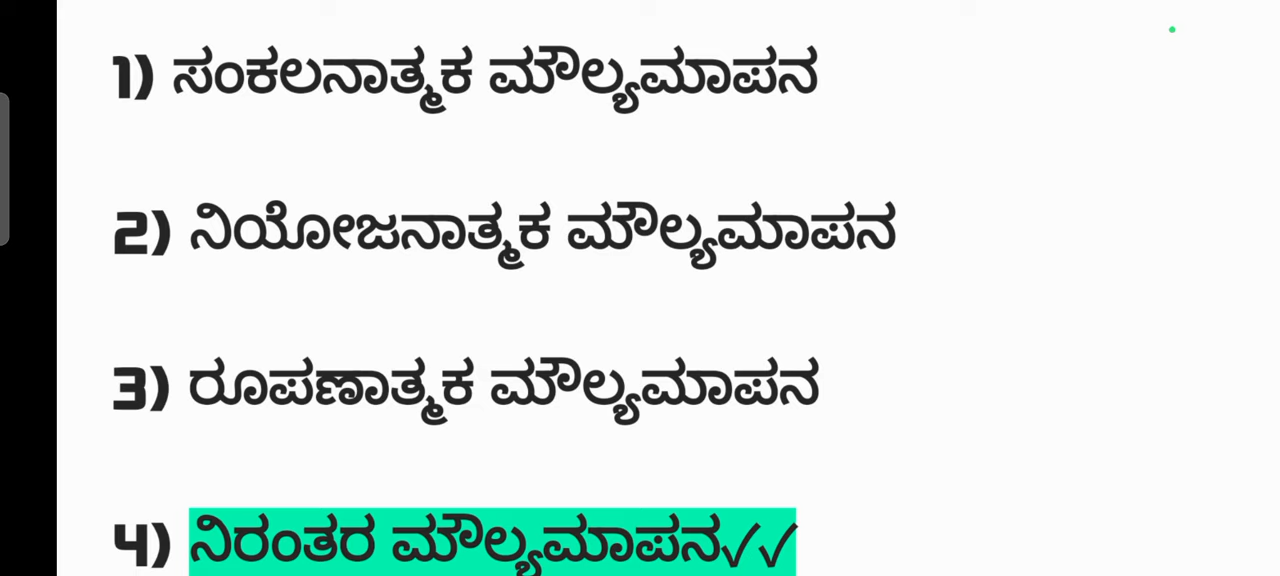 1) ಸಂಕಲನಾತ್ಮಕ ಮೌಲ್ಯಮಾಪನ
2) ನಿಯೋಜನಾತ್ಮಕ ಮೌಲ್ಯಮಾಪನ
3) ರೂಪಣಾತ್ಮಕ ಮೌಲ್ಯಮಾಪನ
4) ನಿರಂತರ ಮೌಲ್ಯಮಾಪನ✓✓